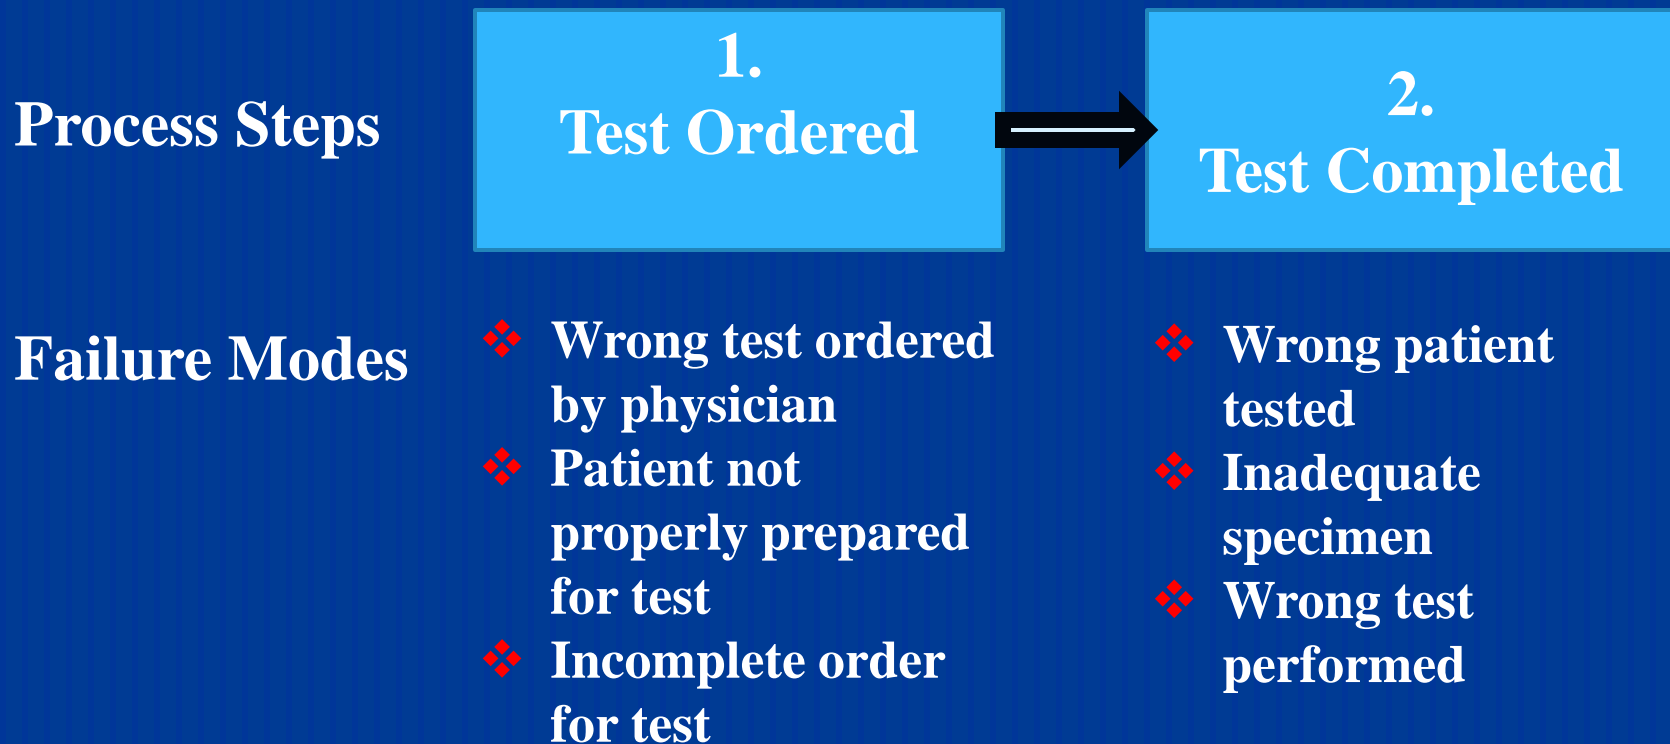 Process Steps
1.
Test Ordered
2.
Test Completed
Failure Modes
Wrong test ordered
by physician
Patient not
properly prepared
for test
Incomplete order
for test
Wrong patient
tested
Inadequate
specimen
Wrong test
performed